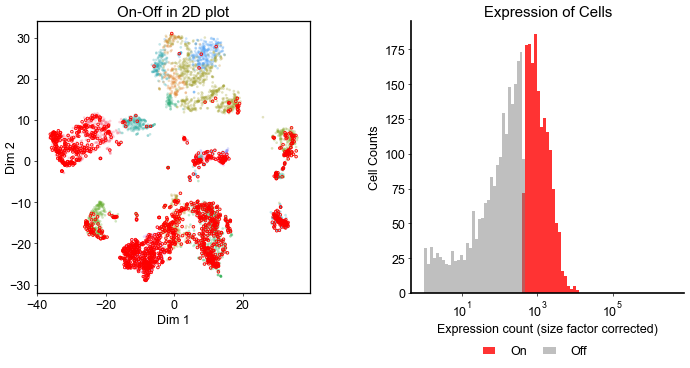 On-Off in 2D plot
30
20
10
0
−10
−20
−30
Dim 2
−40
−20
0
20
Dim 1
Expression of Cells
175
150
125
100
75
50
25
0
Cell Counts
10^1
10^3
10^5
Expression count (size factor corrected)
On
Off